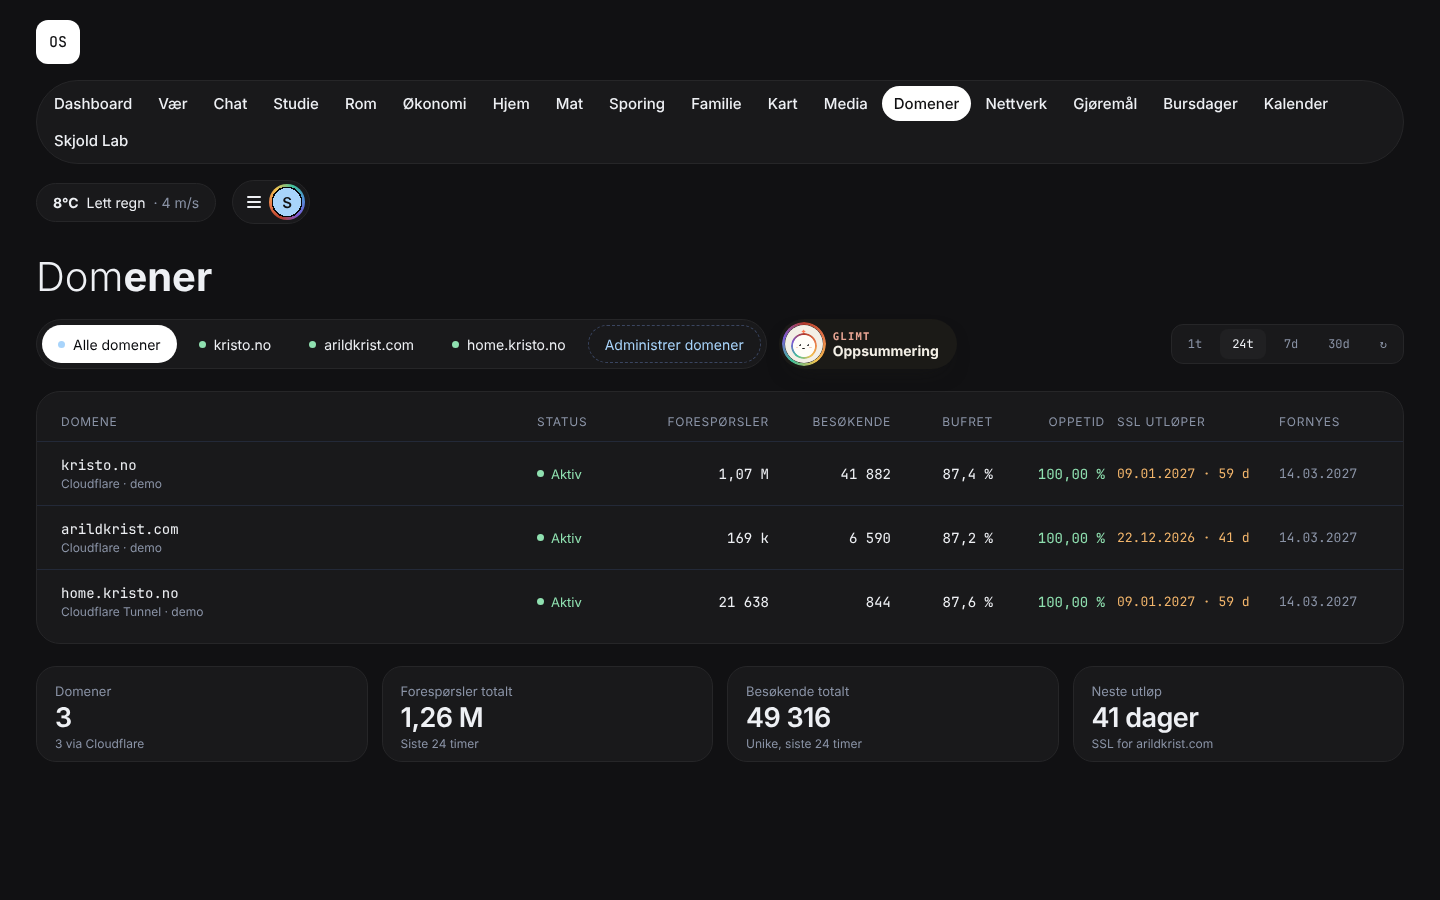 OS
Dashboard Vær Chat Studie Rom Økonomi Hjem Mat Sporing Familie Kart Media Domener Nettverk Gjøremål Bursdager Kalender
Skjold Lab
8°C Lett regn · 4 m/s
S
Domener
Alle domener kristo.no arildkrist.com home.kristo.no Administrer domener
GLIMT
Oppsummering
1t 24t 7d 30d ↻
DOMENE STATUS FORESPØRSLER BESØKENDE BUFRET OPPETID SSL UTLØPER FORNYES
kristo.no
Cloudflare · demo
Aktiv 1,07 M 41 882 87,4 % 100,00 % 09.01.2027 · 59 d 14.03.2027
arildkrist.com
Cloudflare · demo
Aktiv 169 k 6 590 87,2 % 100,00 % 22.12.2026 · 41 d 14.03.2027
home.kristo.no
Cloudflare Tunnel · demo
Aktiv 21 638 844 87,6 % 100,00 % 09.01.2027 · 59 d 14.03.2027
Domener
3
3 via Cloudflare
Forespørsler totalt
1,26 M
Siste 24 timer
Besøkende totalt
49 316
Unike, siste 24 timer
Neste utløp
41 dager
SSL for arildkrist.com